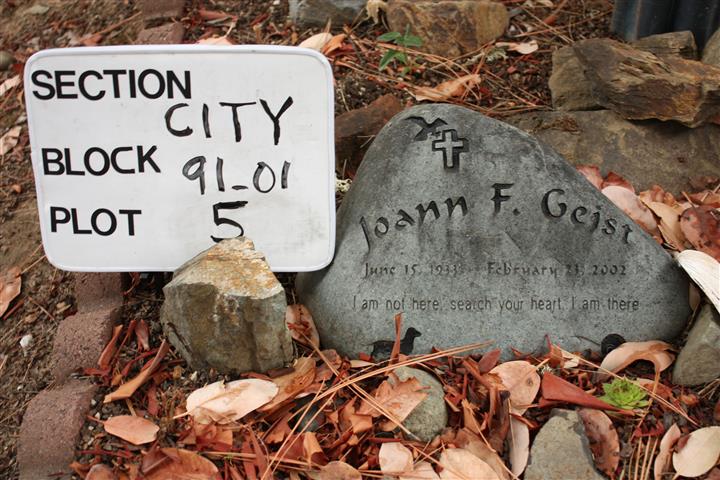 SECTION CITY
BLOCK 91-01
PLOT 5
Joann F. Geist
June 15, 1933 - February 23, 2002
I am not here, search your heart, I am there